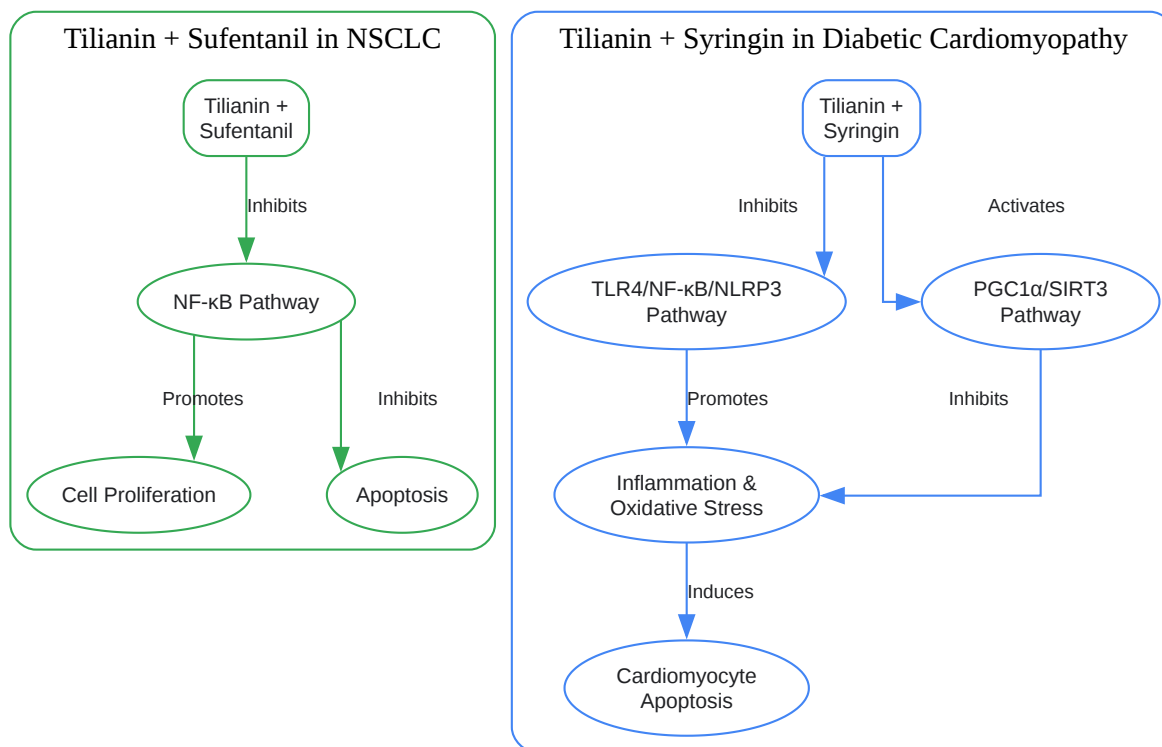 Tilianin + Sufentanil in NSCLC
Tilianin +
Sufentanil
Inhibits
NF-κB Pathway
Promotes
Inhibits
Cell Proliferation
Apoptosis
Tilianin + Syringin in Diabetic Cardiomyopathy
Tilianin +
Syringin
Inhibits
Activates
TLR4/NF-κB/NLRP3
Pathway
PGC1α/SIRT3
Pathway
Promotes
Inhibits
Inflammation &
Oxidative Stress
Induces
Cardiomyocyte
Apoptosis